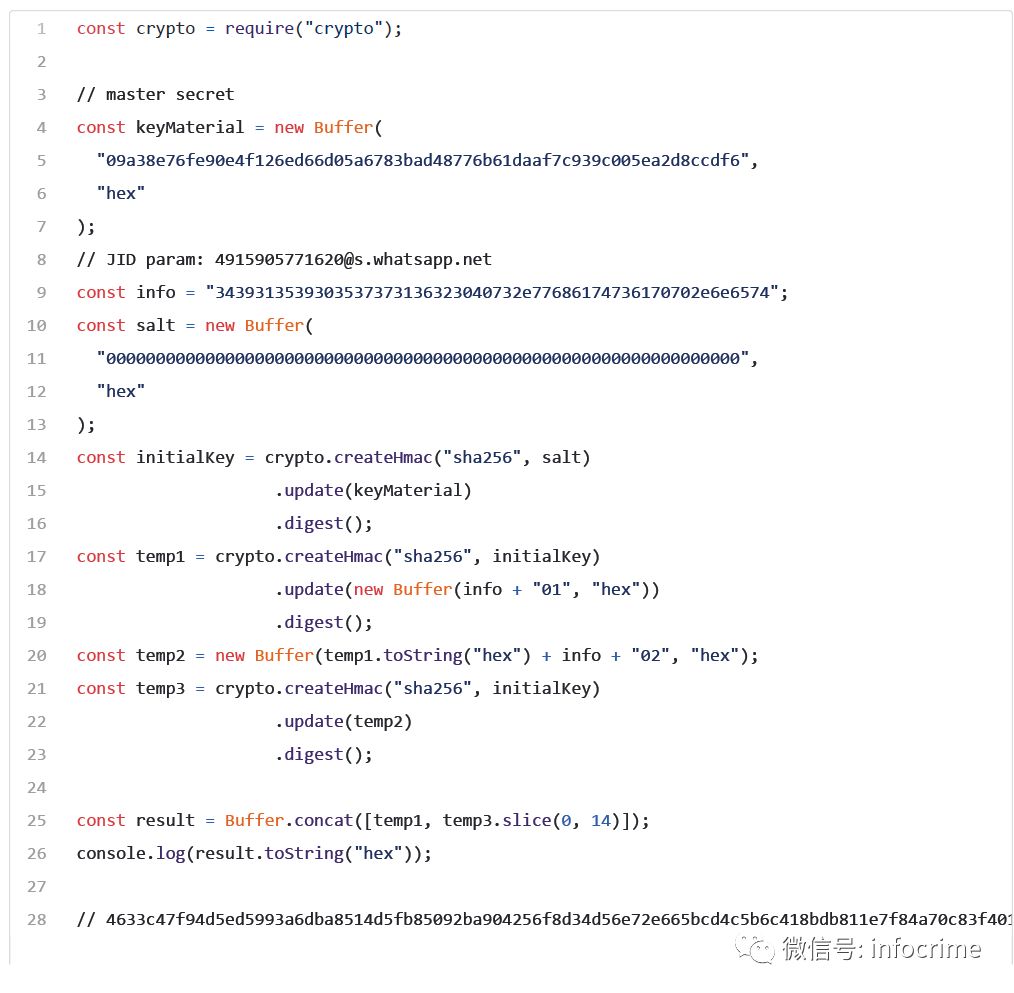 1 const crypto = require("crypto");
2
3 // master secret
4 const keyMaterial = new Buffer(
5 "09a38e76fe90e4f126ed66d05a6783bad48776b61daaf7c939c005ea2d8ccdf6",
6 "hex"
7 );
8 // JID param: 4915905771620@s.whatsapp.net
9 const info = "3439313539303537373136323040732e77686174736170702e6e6574";
10 const salt = new Buffer(
11 "0000000000000000000000000000000000000000000000000000000000000000",
12 "hex"
13 );
14 const initialKey = crypto.createHmac("sha256", salt)
15 .update(keyMaterial)
16 .digest();
17 const temp1 = crypto.createHmac("sha256", initialKey)
18 .update(new Buffer(info + "01", "hex"))
19 .digest();
20 const temp2 = new Buffer(temp1.toString("hex") + info + "02", "hex");
21 const temp3 = crypto.createHmac("sha256", initialKey)
22 .update(temp2)
23 .digest();
24
25 const result = Buffer.concat([temp1, temp3.slice(0, 14)]);
26 console.log(result.toString("hex"));
27
28 // 4633c47f94d5ed5993a6dba8514d5fb85092ba904256f8d34d56e72e665bcd4c5b6c418bdb811e7f84a70c83f401
微信号: infocrime